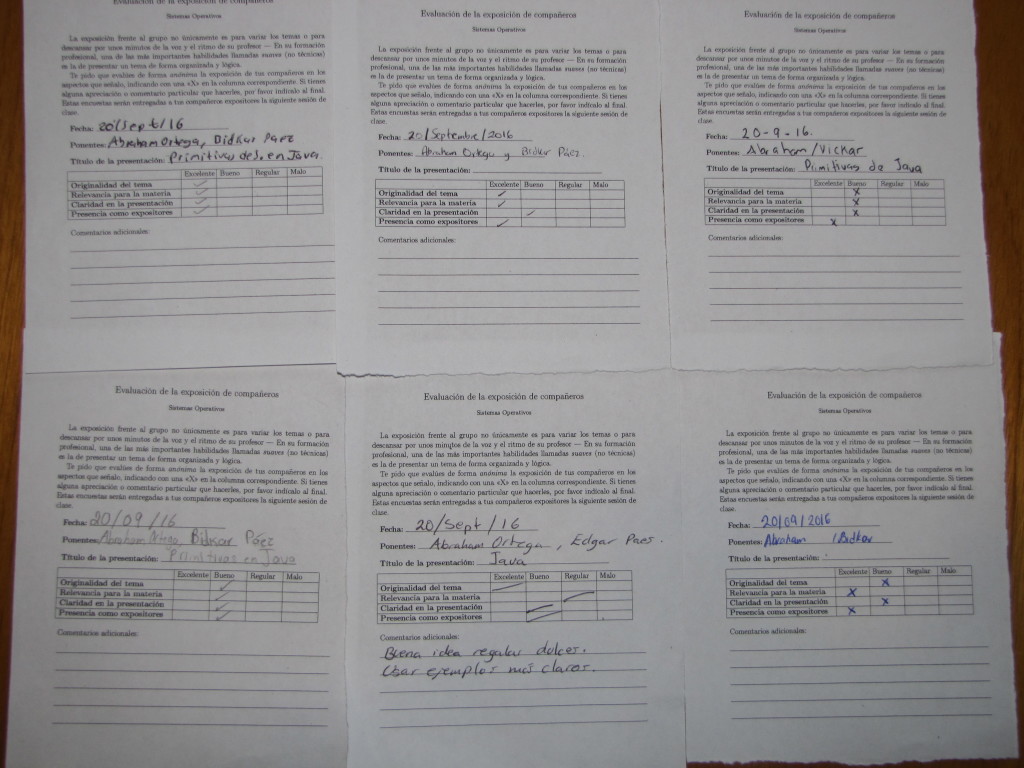 Evaluación de la exposición de compañeros
Sistemas Operativos
La exposición frente al grupo no únicamente es para variar los temas o para
descansar por unos minutos de la voz y el ritmo de su profesor — En su formación
profesional, una de las más importantes habilidades llamadas suaves (no técnicas)
es la de presentar un tema de forma organizada y lógica.
Te pido que evalúes de forma anónima la exposición de tus compañeros en los
aspectos que señalo, indicando con una «X» en la columna correspondiente. Si tienes
alguna apreciación o comentario particular que hacerles, por favor indícalo al final.
Estas encuestas serán entregadas a tus compañeros expositores la siguiente sesión de
clase.
Fecha: 20/Sept/16
Ponentes: Abraham Ortega, Bidkar Paez
Título de la presentación: Primitivas de en Java.
Excelente Bueno Regular Malo
Originalidad del tema ✓
Relevancia para la materia ✓
Claridad en la presentación ✓
Presencia como expositores ✓
Comentarios adicionales:
Evaluación de la exposición de compañeros
Sistemas Operativos
La exposición frente al grupo no únicamente es para variar los temas o para
descansar por unos minutos de la voz y el ritmo de su profesor — En su formación
profesional, una de las más importantes habilidades llamadas suaves (no técnicas)
es la de presentar un tema de forma organizada y lógica.
Te pido que evalúes de forma anónima la exposición de tus compañeros en los
aspectos que señalo, indicando con una «X» en la columna correspondiente. Si tienes
alguna apreciación o comentario particular que hacerles, por favor indícalo al final.
Estas encuestas serán entregadas a tus compañeros expositores la siguiente sesión de
clase.
Fecha: 20/Septiembre/2016
Ponentes: Abraham Ortega y Bidkar Páez.
Título de la presentación:
Excelente Bueno Regular Malo
Originalidad del tema ✓
Relevancia para la materia ✓
Claridad en la presentación ✓
Presencia como expositores ✓
Comentarios adicionales:
Evaluación de la exposición de compañeros
Sistemas Operativos
La exposición frente al grupo no únicamente es para variar los temas o para
descansar por unos minutos de la voz y el ritmo de su profesor — En su formación
profesional, una de las más importantes habilidades llamadas suaves (no técnicas)
es la de presentar un tema de forma organizada y lógica.
Te pido que evalúes de forma anónima la exposición de tus compañeros en los
aspectos que señalo, indicando con una «X» en la columna correspondiente. Si tienes
alguna apreciación o comentario particular que hacerles, por favor indícalo al final.
Estas encuestas serán entregadas a tus compañeros expositores la siguiente sesión de
clase.
Fecha: 20-9-16.
Ponentes: Abraham/Vickar
Título de la presentación: Primitivas de Java
Excelente Bueno Regular Malo
Originalidad del tema X
Relevancia para la materia X
Claridad en la presentación X
Presencia como expositores X
Comentarios adicionales:
Evaluación de la exposición de compañeros
Sistemas Operativos
La exposición frente al grupo no únicamente es para variar los temas o para
descansar por unos minutos de la voz y el ritmo de su profesor — En su formación
profesional, una de las más importantes habilidades llamadas suaves (no técnicas)
es la de presentar un tema de forma organizada y lógica.
Te pido que evalúes de forma anónima la exposición de tus compañeros en los
aspectos que señalo, indicando con una «X» en la columna correspondiente. Si tienes
alguna apreciación o comentario particular que hacerles, por favor indícalo al final.
Estas encuestas serán entregadas a tus compañeros expositores la siguiente sesión de
clase.
Fecha: 20/09/16
Ponentes: Abraham Ortega Bidkar Páez
Título de la presentación: Primitivas en Java
Excelente Bueno Regular Malo
Originalidad del tema ✓
Relevancia para la materia ✓
Claridad en la presentación ✓
Presencia como expositores ✓
Comentarios adicionales:
Evaluación de la exposición de compañeros
Sistemas Operativos
La exposición frente al grupo no únicamente es para variar los temas o para
descansar por unos minutos de la voz y el ritmo de su profesor — En su formación
profesional, una de las más importantes habilidades llamadas suaves (no técnicas)
es la de presentar un tema de forma organizada y lógica.
Te pido que evalúes de forma anónima la exposición de tus compañeros en los
aspectos que señalo, indicando con una «X» en la columna correspondiente. Si tienes
alguna apreciación o comentario particular que hacerles, por favor indícalo al final.
Estas encuestas serán entregadas a tus compañeros expositores la siguiente sesión de
clase.
Fecha: 20/Sept/16
Ponentes: Abraham Ortega, Edgar Paes.
Título de la presentación: Java
Excelente Bueno Regular Malo
Originalidad del tema
Relevancia para la materia
Claridad en la presentación
Presencia como expositores
Comentarios adicionales:
Buena idea regalar dulces.
Usar ejemplos mas claros.
Evaluación de la exposición de compañeros
Sistemas Operativos
La exposición frente al grupo no únicamente es para variar los temas o para
descansar por unos minutos de la voz y el ritmo de su profesor — En su formación
profesional, una de las más importantes habilidades llamadas suaves (no técnicas)
es la de presentar un tema de forma organizada y lógica.
Te pido que evalúes de forma anónima la exposición de tus compañeros en los
aspectos que señalo, indicando con una «X» en la columna correspondiente. Si tienes
alguna apreciación o comentario particular que hacerles, por favor indícalo al final.
Estas encuestas serán entregadas a tus compañeros expositores la siguiente sesión de
clase.
Fecha: 20/09/2016
Ponentes: Abraham /Bidkar
Título de la presentación:
Excelente Bueno Regular Malo
Originalidad del tema X
Relevancia para la materia X
Claridad en la presentación X
Presencia como expositores X
Comentarios adicionales: